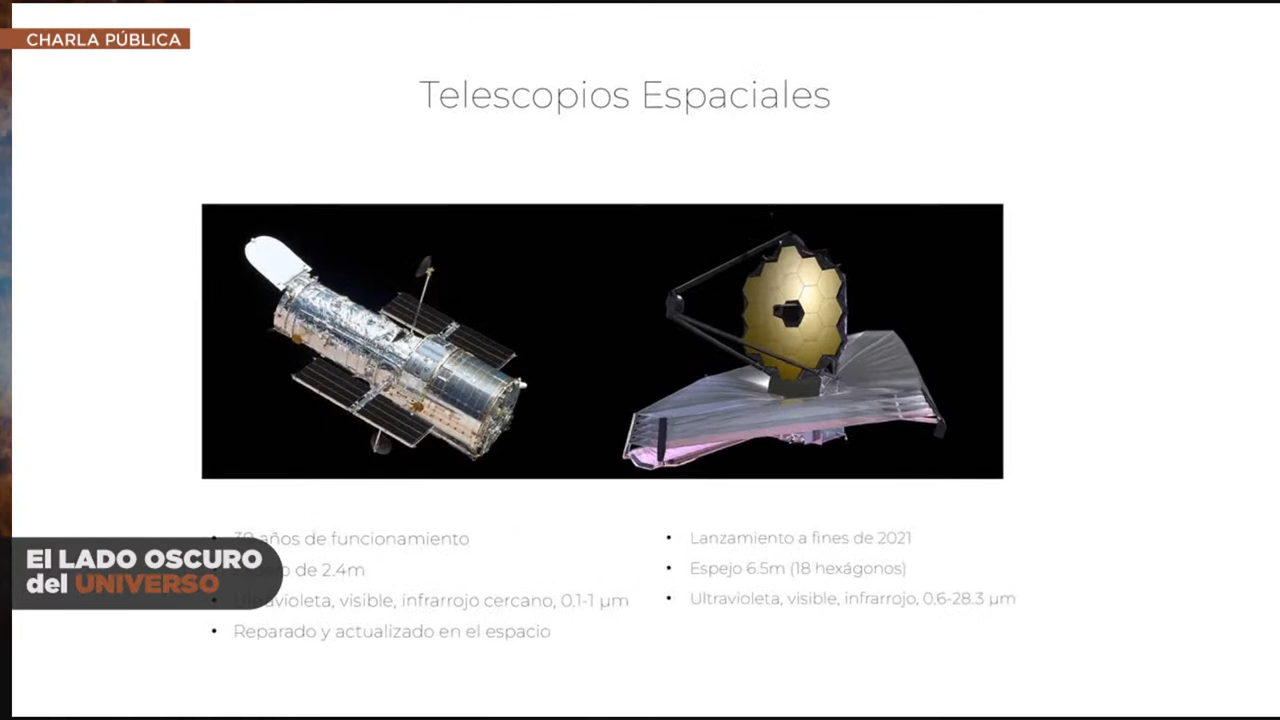 CHARLA PÚBLICA
Telescopios Espaciales
años de funcionamiento
de 2.4m
Ultravioleta, visible, infrarrojo cercano, 0.1-1 µm
Reparado y actualizado en el espacio
Lanzamiento a fines de 2021
Espejo 6.5m (18 hexágonos)
Ultravioleta, visible, infrarrojo, 0.6-28.3 µm
El LADO OSCURO
del UNIVERSO